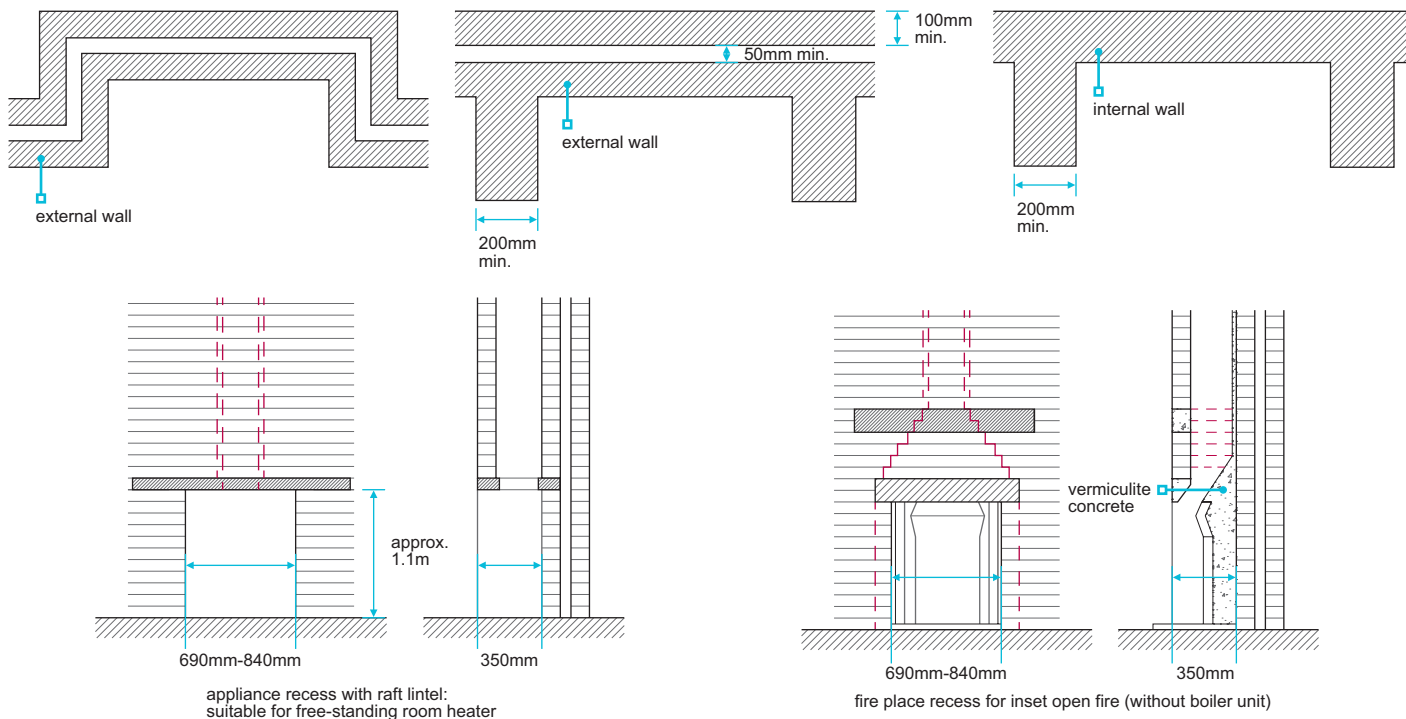 external wall
external wall
200mm
min.
50mm min.
100mm
min.
internal wall
200mm
min.
approx.
1.1m
690mm-840mm
350mm
appliance recess with raft lintel:
suitable for free-standing room heater
vermiculite
concrete
690mm-840mm
350mm
fire place recess for inset open fire (without boiler unit)